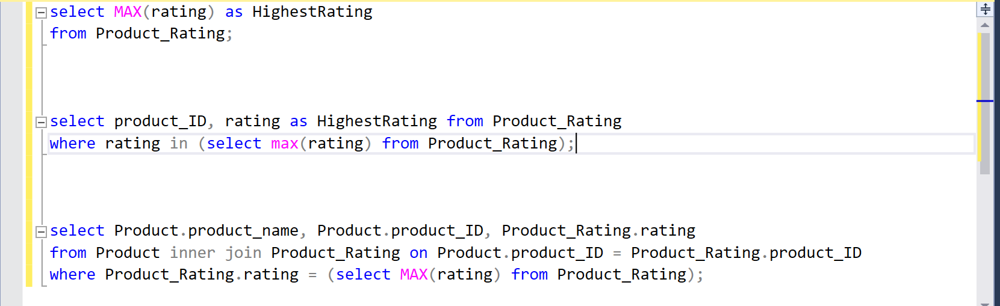 select MAX(rating) as HighestRating
from Product_Rating;
select product_ID, rating as HighestRating from Product_Rating
where rating in (select max(rating) from Product_Rating);
select Product.product_name, Product.product_ID, Product_Rating.rating
from Product inner join Product_Rating on Product.product_ID = Product_Rating.product_ID
where Product_Rating.rating = (select MAX(rating) from Product_Rating);